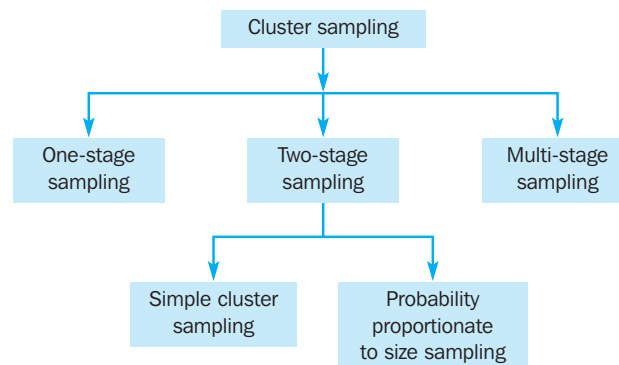 Cluster sampling
One-stage
sampling
Two-stage
sampling
Multi-stage
sampling
Simple cluster
sampling
Probability
proportionate
to size sampling